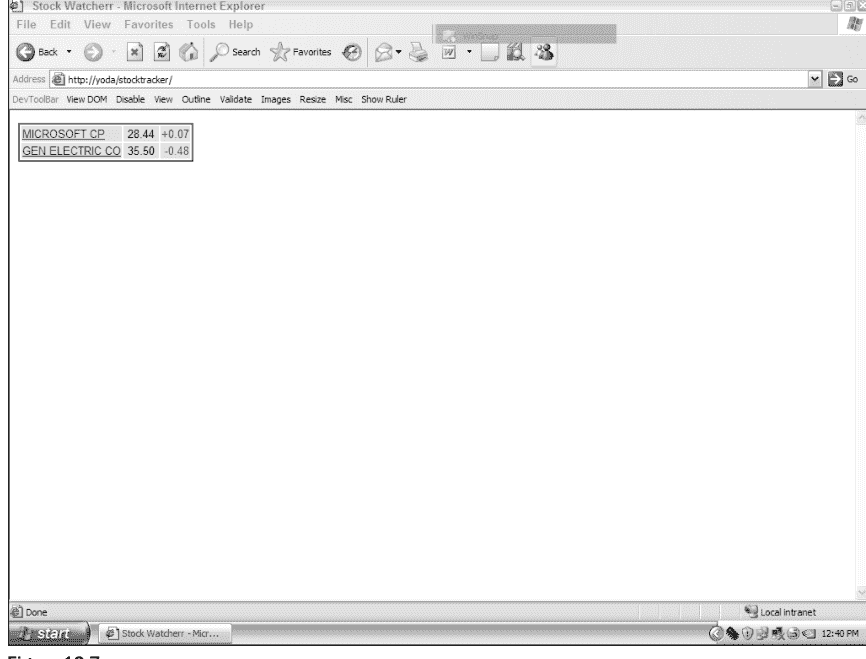 Stock Watcherr - Microsoft Internet Explorer
File Edit View Favorites Tools Help
WinSnap
Back Search Favorites
Address http://yoda/stocktracker/ Go
DevToolBar View DOM Disable View Outline Validate Images Resize Misc Show Ruler
MICROSOFT CP 28.44 +0.07
GEN ELECTRIC CO 35.50 -0.48
Done Local intranet
start Stock Watcherr - Micr... 12:40 PM